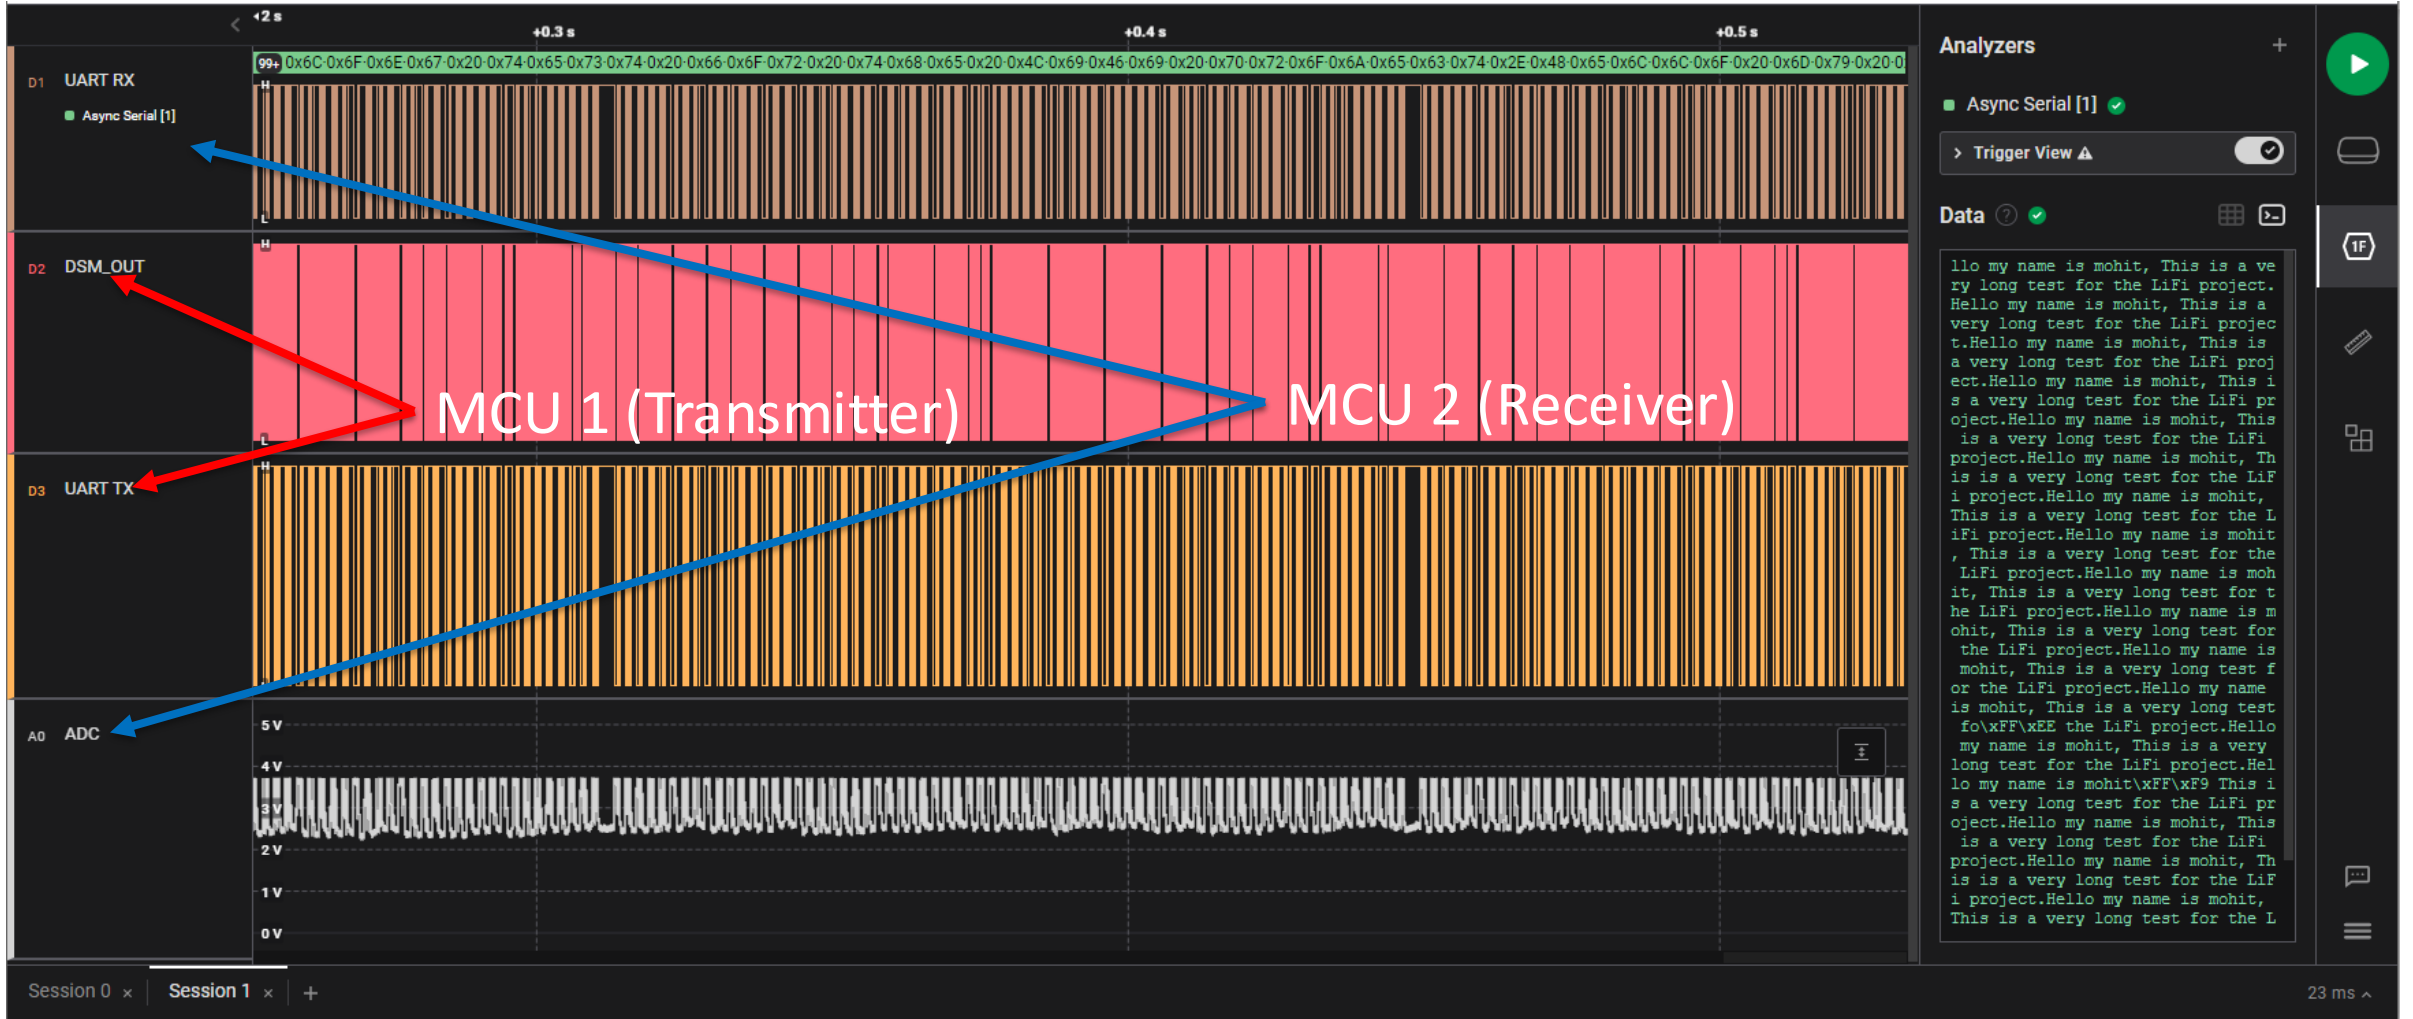 2 s
+0.3 s
+0.4 s
+0.5 s
99+ 0x6C·0x6F·0x6E·0x67·0x20·0x74·0x65·0x73·0x74·0x20·0x66·0x6F·0x72·0x20·0x74·0x68·0x65·0x20·0x4C·0x69·0x46·0x69·0x20·0x70·0x72·0x6F·0x6A·0x65·0x63·0x74·0x2E·0x48·0x65·0x6C·0x6C·0x6F·0x20·0x6D·0x79·0x20·0
D1 UART RX
Async Serial [1]
H
L
D2 DSM_OUT
H
L
MCU 1 (Transmitter)
MCU 2 (Receiver)
D3 UART TX
H
A0 ADC
5 V
4 V
3 V
2 V
1 V
0 V
Analyzers
Async Serial [1]
Trigger View
Data ?
1F
llo my name is mohit, This is a ve
ry long test for the LiFi project.
Hello my name is mohit, This is a
very long test for the LiFi projec
t.Hello my name is mohit, This is
a very long test for the LiFi proj
ect.Hello my name is mohit, This i
s a very long test for the LiFi pr
oject.Hello my name is mohit, This
is a very long test for the LiFi
project.Hello my name is mohit, Th
is is a very long test for the LiF
i project.Hello my name is mohit,
This is a very long test for the L
iFi project.Hello my name is mohit
, This is a very long test for the
LiFi project.Hello my name is moh
it, This is a very long test for t
he LiFi project.Hello my name is m
ohit, This is a very long test for
the LiFi project.Hello my name is
mohit, This is a very long test f
or the LiFi project.Hello my name
is mohit, This is a very long test
fo\xFF\xEE the LiFi project.Hello
my name is mohit, This is a very
long test for the LiFi project.Hel
lo my name is mohit\xFF\xF9 This i
s a very long test for the LiFi pr
oject.Hello my name is mohit, This
is a very long test for the LiFi
project.Hello my name is mohit, Th
is is a very long test for the LiF
i project.Hello my name is mohit,
This is a very long test for the L
Session 0 ×
Session 1 ×
+
23 ms